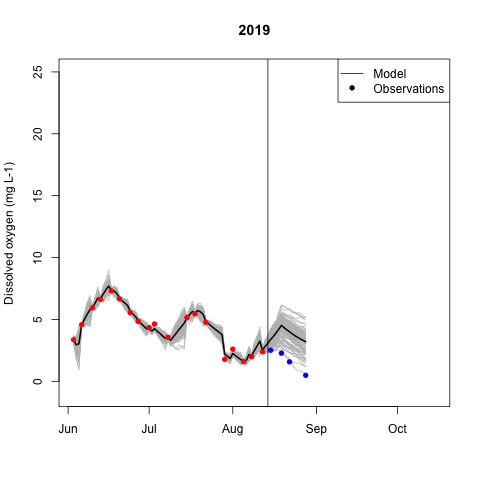 2019
Model
Observations
Dissolved oxygen (mg L-1)
25
20
15
10
5
0
Jun
Jul
Aug
Sep
Oct